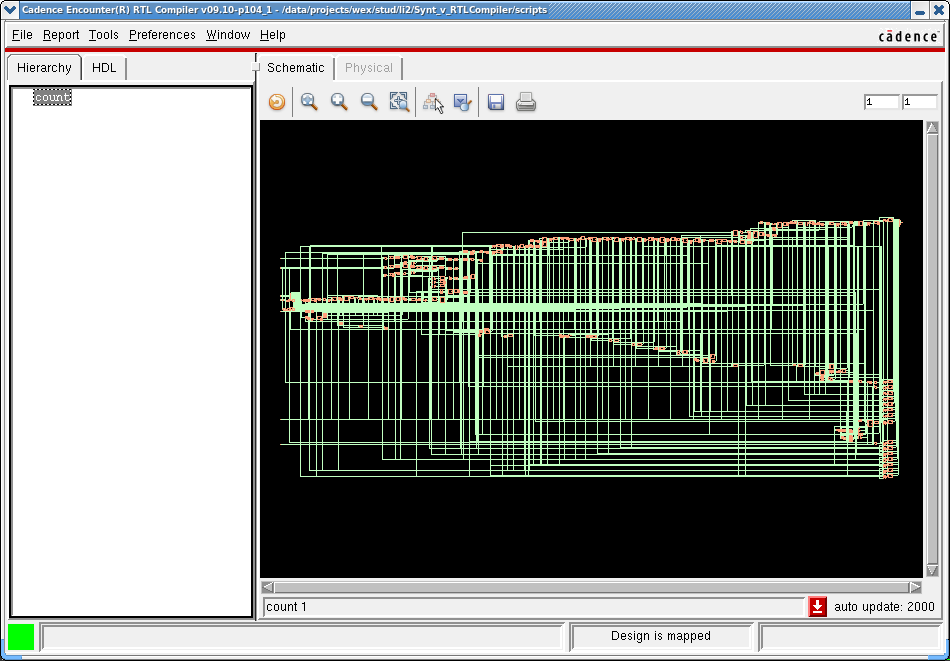 Cadence Encounter(R) RTL Compiler v09.10-p104_1 - /data/projects/wex/stud/li2/Synt_v_RTLCompiler/scripts
File Report Tools Preferences Window Help
cādence
Hierarchy HDL Schematic Physical
1 1
count
count 1 auto update: 2000
Design is mapped